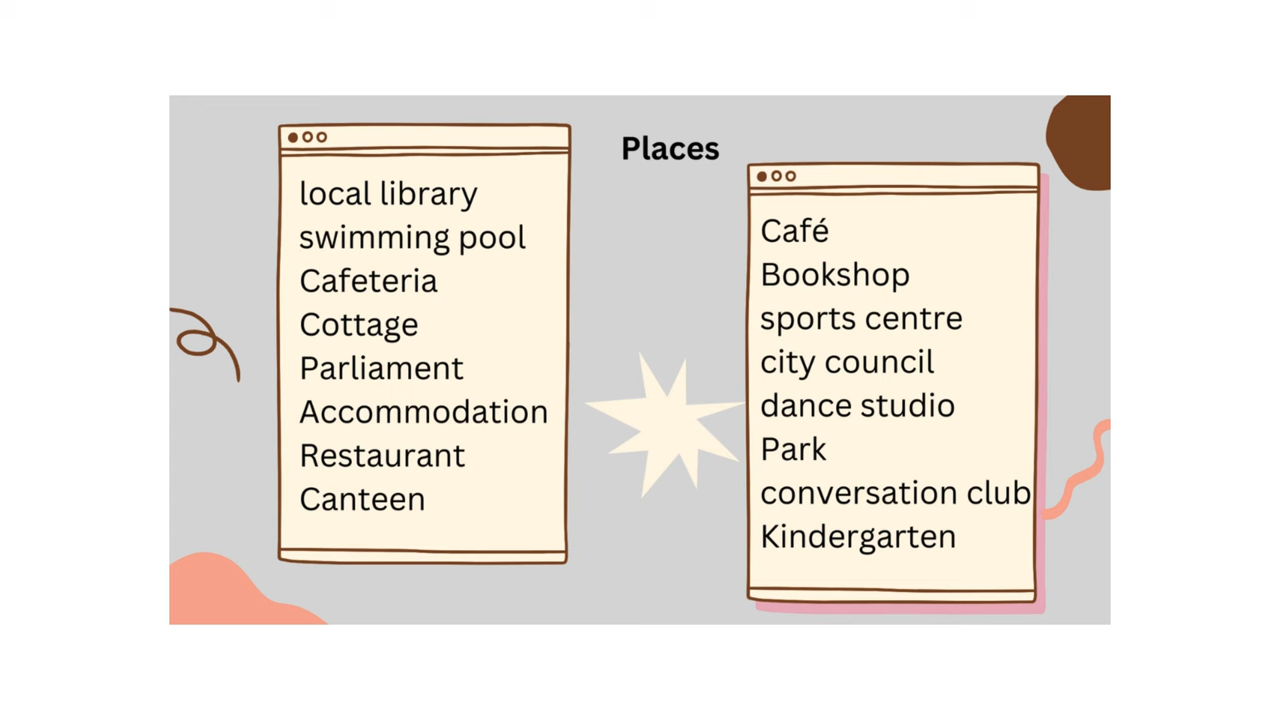 Places
local library
swimming pool
Cafeteria
Cottage
Parliament
Accommodation
Restaurant
Canteen
Café
Bookshop
sports centre
city council
dance studio
Park
conversation club
Kindergarten